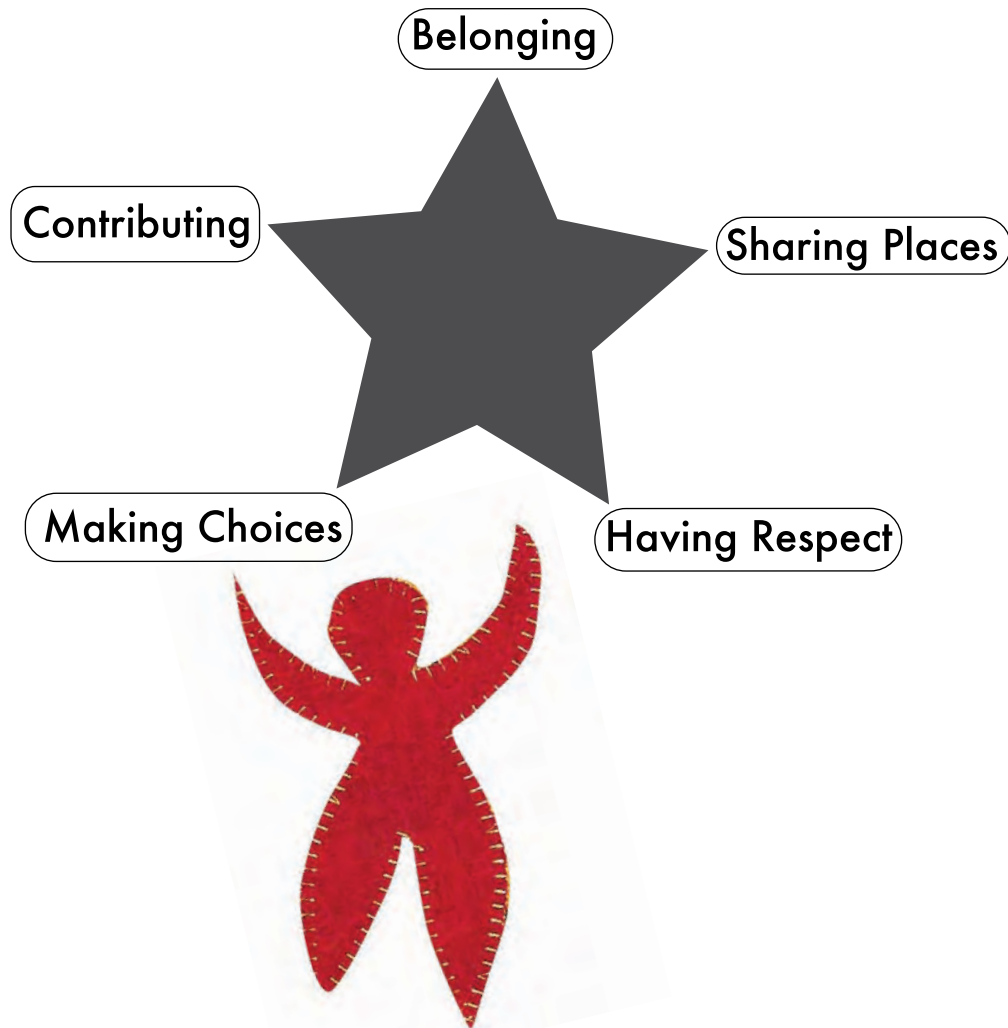 Belonging
Contributing
Sharing Places
Making Choices
Having Respect